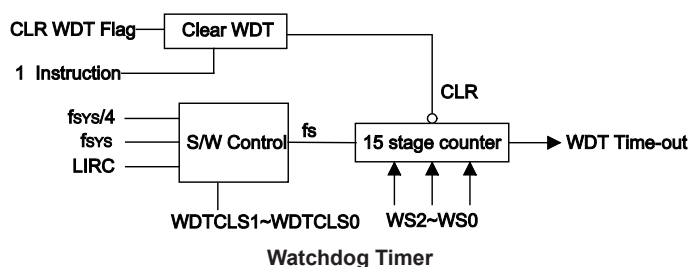 CLR WDT Flag
Clear WDT
1 Instruction
CLR
fSYS/4
fSYS
LIRC
S/W Control
fs
15 stage counter
WDT Time-out
WDTCLS1~WDTCLS0
WS2~WS0
Watchdog Timer